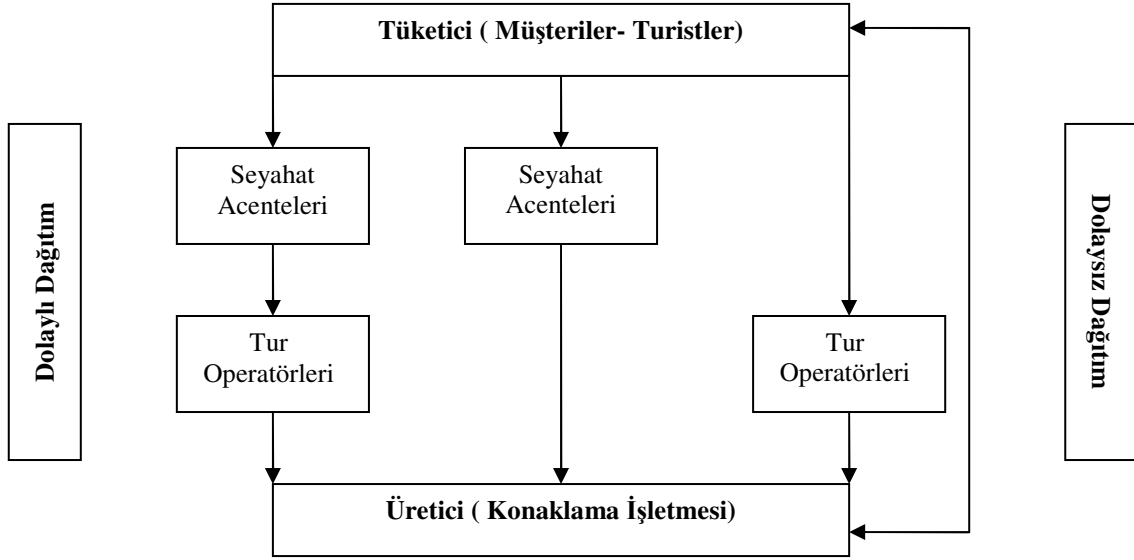 Tüketici ( Müşteriler- Turistler)
Dolaylı Dağıtım
Seyahat
Acenteleri
Seyahat
Acenteleri
Dolaysız Dağıtım
Tur
Operatörleri
Tur
Operatörleri
Üretici ( Konaklama İşletmesi)